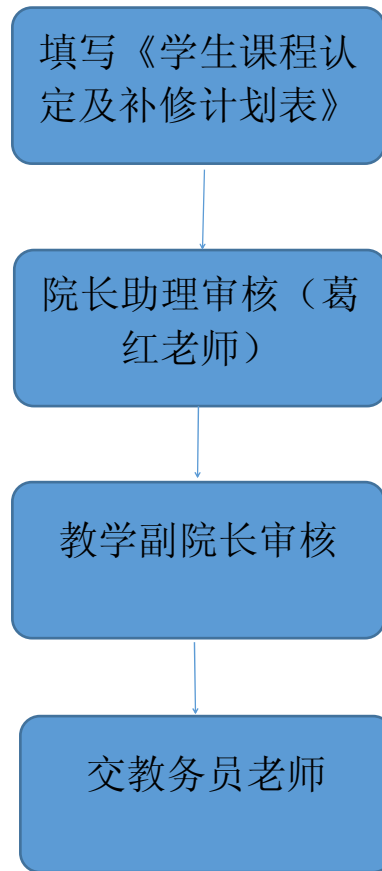 填写《学生课程认
定及补修计划表》
院长助理审核（葛
红老师）
教学副院长审核
交教务员老师